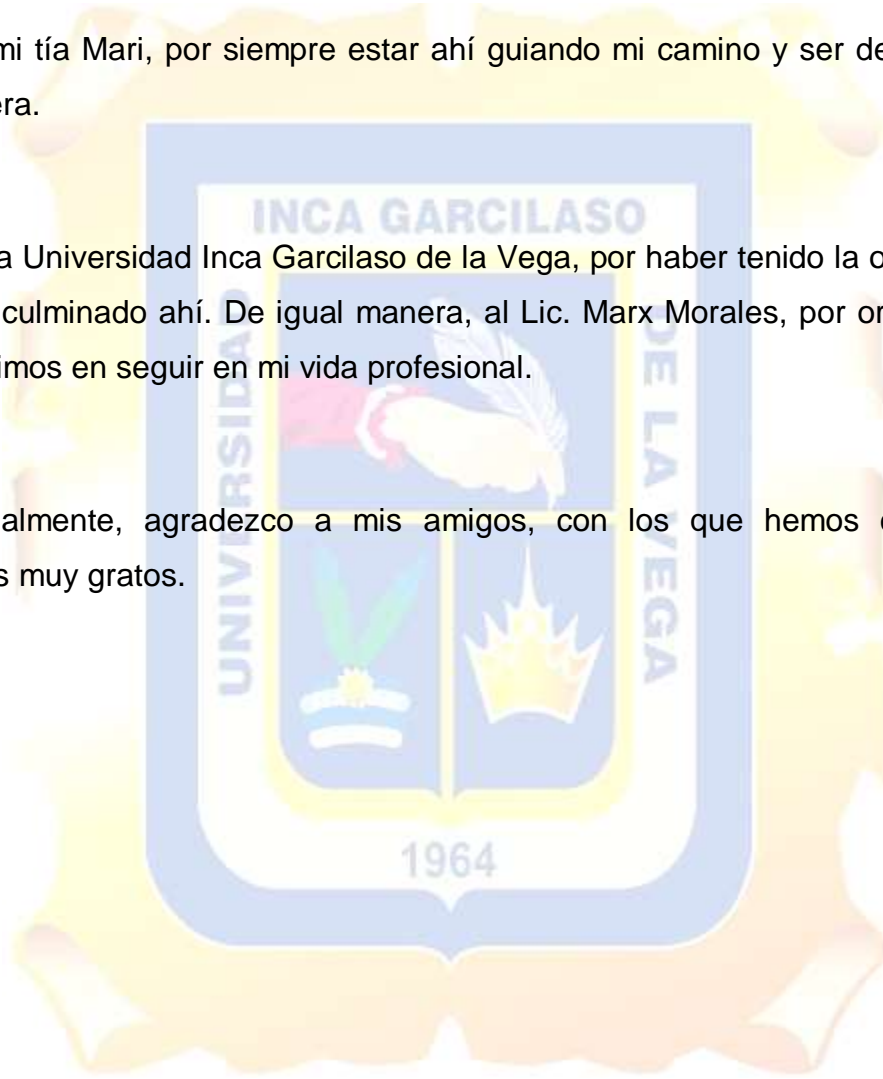 mi tía Mari, por siempre estar ahí guiando mi camino y ser de
era.
INCA GARCILASO
a Universidad Inca Garcilaso de la Vega, por haber tenido la o
culminado ahí. De igual manera, al Lic. Marx Morales, por or
imos en seguir en mi vida profesional.
almente, agradezco a mis amigos, con los que hemos
s muy gratos.
UNIVERSIDAD
DE LA VEGA
1964